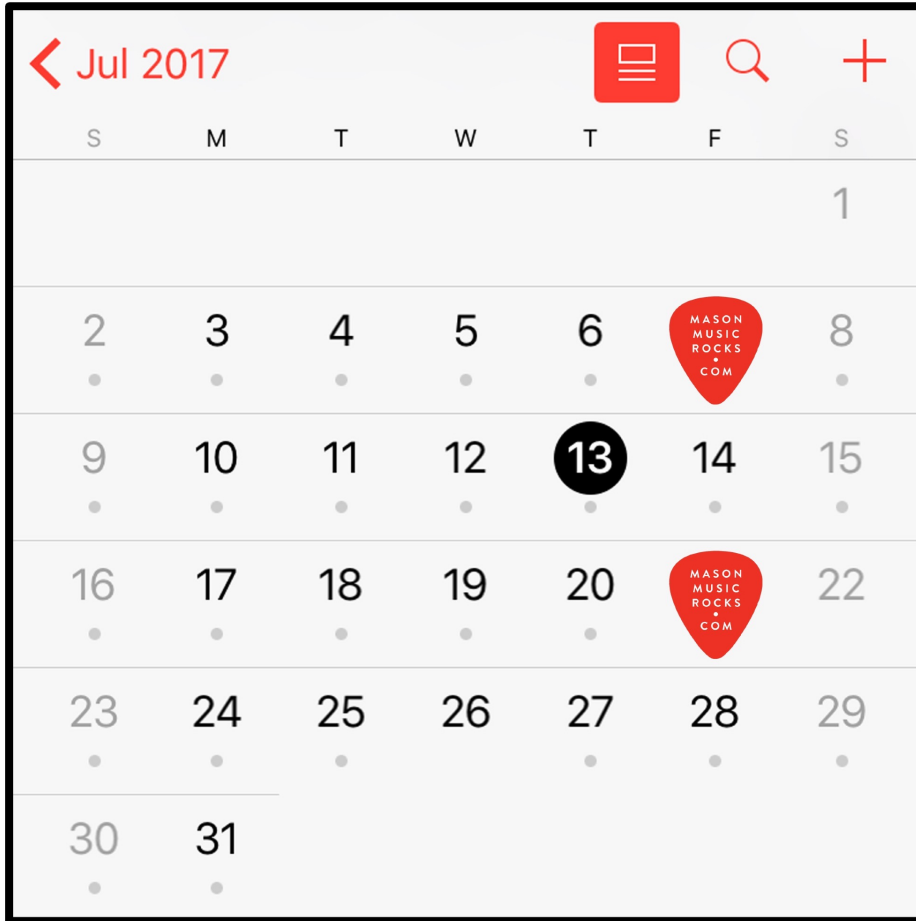 Jul 2017
S M T W T F S
1
2 3 4 5 6 MASON MUSIC ROCKS • COM 8
9 10 11 12 13 14 15
16 17 18 19 20 MASON MUSIC ROCKS • COM 22
23 24 25 26 27 28 29
30 31